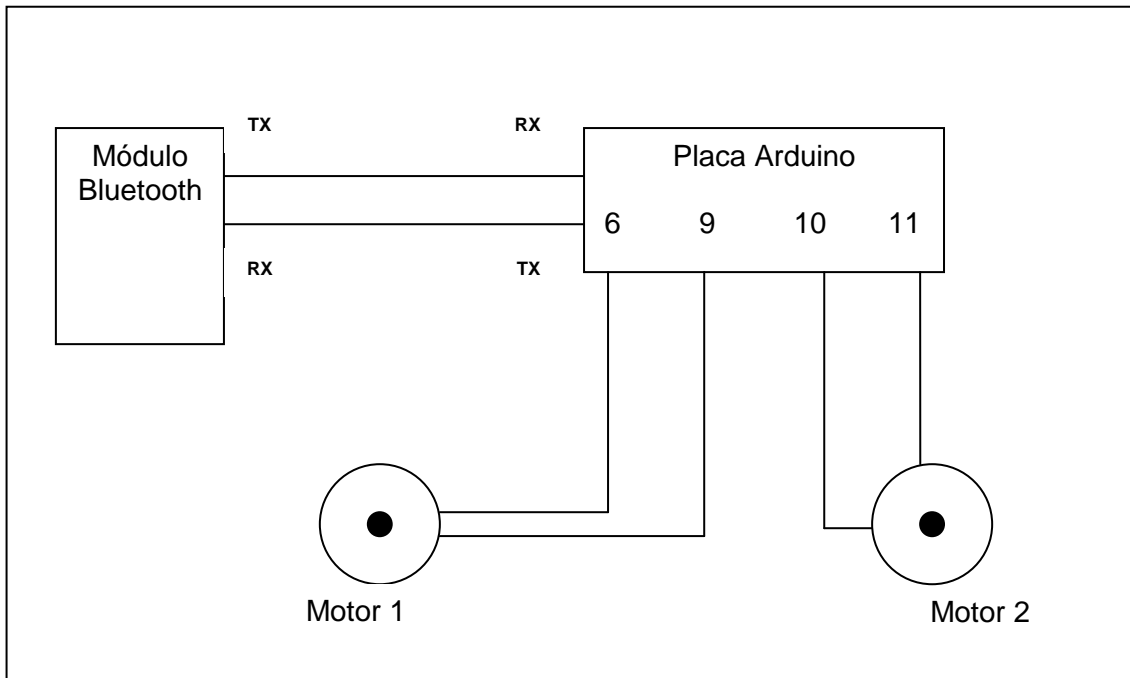 TX
RX
Módulo
Bluetooth
Placa Arduino
6 9 10 11
RX
TX
Motor 1
Motor 2